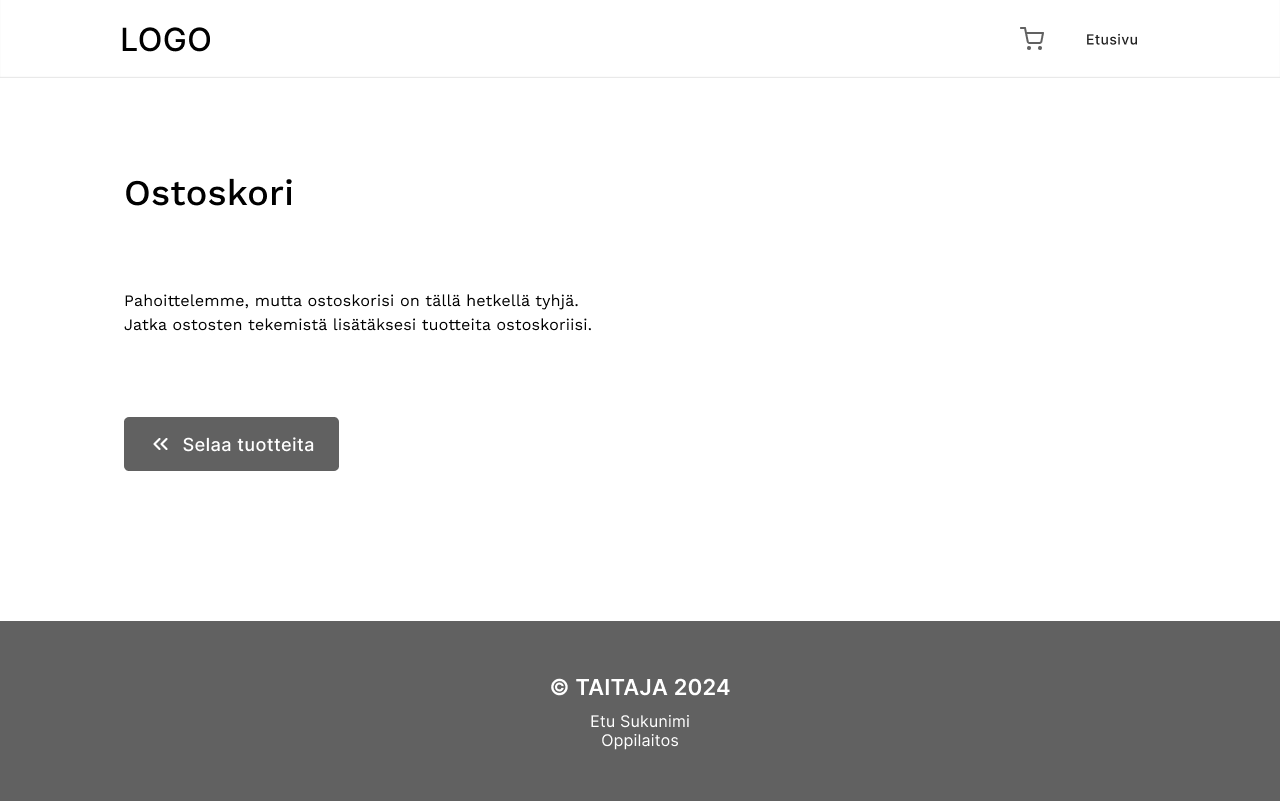 LOGO
Etusivu
Ostoskori
Pahoittelemme, mutta ostoskorisi on tällä hetkellä tyhjä.
Jatka ostosten tekemistä lisätäksesi tuotteita ostoskoriisi.
Selaa tuotteita
© TAITAJA 2024
Etu Sukunimi
Oppilaitos